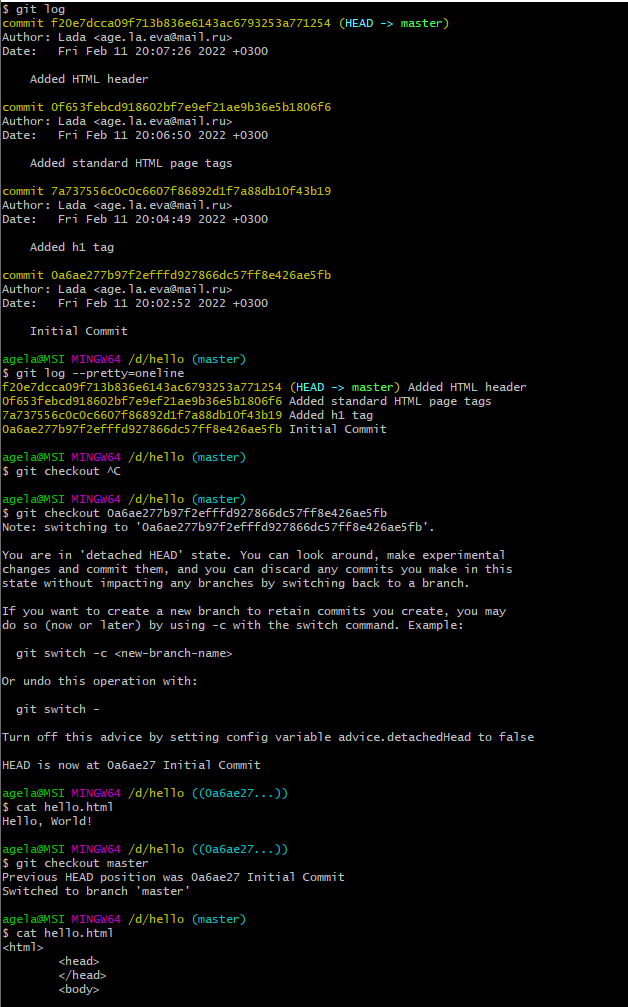 $ git log
commit f20e7dcca09f713b836e6143ac6793253a771254 (HEAD -> master)
Author: Lada <age.la.eva@mail.ru>
Date:   Fri Feb 11 20:07:26 2022 +0300

    Added HTML header

commit 0f653febcd918602bf7e9ef21ae9b36e5b1806f6
Author: Lada <age.la.eva@mail.ru>
Date:   Fri Feb 11 20:06:50 2022 +0300

    Added standard HTML page tags

commit 7a737556c0c0c6607f86892d1f7a88db10f43b19
Author: Lada <age.la.eva@mail.ru>
Date:   Fri Feb 11 20:04:49 2022 +0300

    Added h1 tag

commit 0a6ae277b97f2efffd927866dc57ff8e426ae5fb
Author: Lada <age.la.eva@mail.ru>
Date:   Fri Feb 11 20:02:52 2022 +0300

    Initial Commit

agela@MSI MINGW64 /d/hello (master)
$ git log --pretty=oneline
f20e7dcca09f713b836e6143ac6793253a771254 (HEAD -> master) Added HTML header
0f653febcd918602bf7e9ef21ae9b36e5b1806f6 Added standard HTML page tags
7a737556c0c0c6607f86892d1f7a88db10f43b19 Added h1 tag
0a6ae277b97f2efffd927866dc57ff8e426ae5fb Initial Commit

agela@MSI MINGW64 /d/hello (master)
$ git checkout ^C

agela@MSI MINGW64 /d/hello (master)
$ git checkout 0a6ae277b97f2efffd927866dc57ff8e426ae5fb
Note: switching to '0a6ae277b97f2efffd927866dc57ff8e426ae5fb'.

You are in 'detached HEAD' state. You can look around, make experimental
changes and commit them, and you can discard any commits you make in this
state without impacting any branches by switching back to a branch.

If you want to create a new branch to retain commits you create, you may
do so (now or later) by using -c with the switch command. Example:

  git switch -c <new-branch-name>

Or undo this operation with:

  git switch -

Turn off this advice by setting config variable advice.detachedHead to false

HEAD is now at 0a6ae27 Initial Commit

agela@MSI MINGW64 /d/hello ((0a6ae27...))
$ cat hello.html
Hello, World!

agela@MSI MINGW64 /d/hello ((0a6ae27...))
$ git checkout master
Previous HEAD position was 0a6ae27 Initial Commit
Switched to branch 'master'

agela@MSI MINGW64 /d/hello (master)
$ cat hello.html
<html>
        <head>
        </head>
        <body>